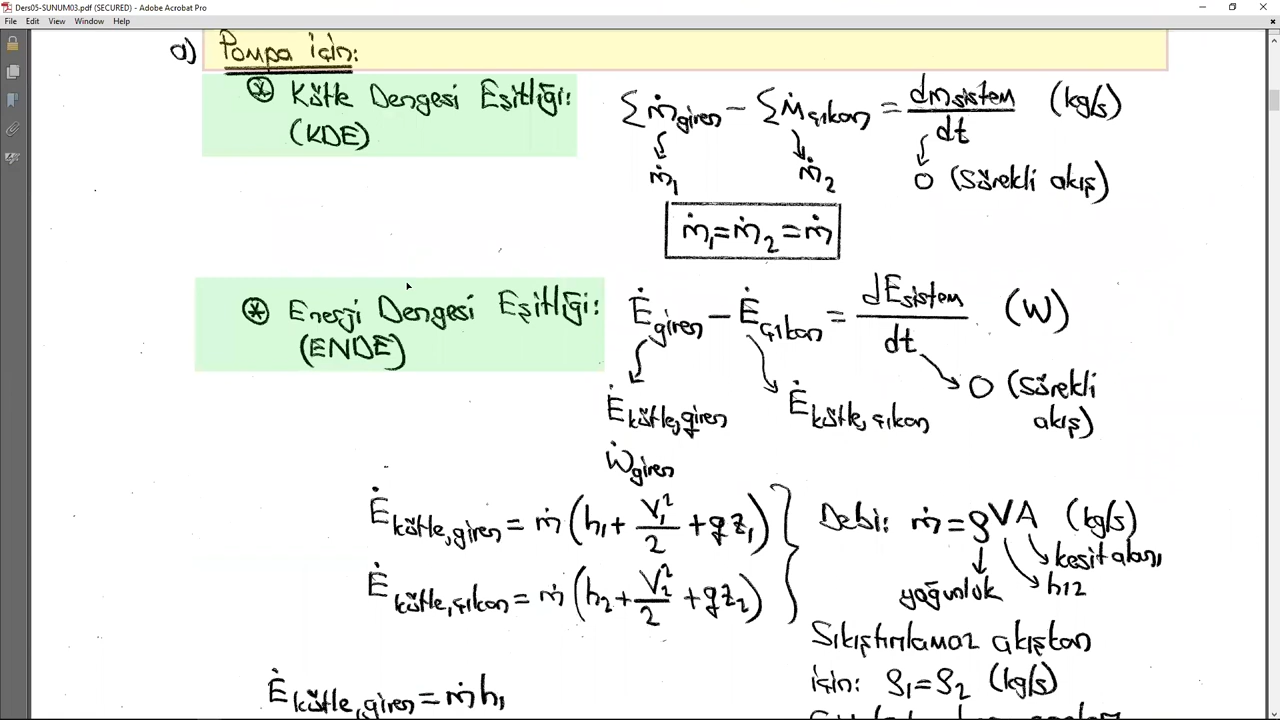 Ders05-SUNUM03.pdf (SECURED) - Adobe Acrobat Pro
File Edit View Window Help
a) Pompa için:
* Kütle Dengesi Eşitliği: (KDE)
Σṁgiren − Σṁçıkan = dmsistem/dt (kg/s)
ṁ₁ ṁ₂ 0 (Sürekli akış)
ṁ₁=ṁ₂=ṁ
* Enerji Dengesi Eşitliği: (ENDE)
Ėgiren − Ėçıkan = dEsistem/dt (W)
Ėkütle,giren Ėkütle,çıkan 0 (Sürekli akış)
Ẇgiren
Ėkütle,giren = ṁ(h₁+V₁²/2+gz₁)
Ėkütle,çıkan = ṁ(h₂+V₂²/2+gz₂)
Debi: ṁ=ρVA (kg/s)
kesit alanı
hız
yoğunluk
Sıkıştırılamaz akıştan
için: ρ₁=ρ₂ (kg/s)
Ėkütle,giren = ṁh₁